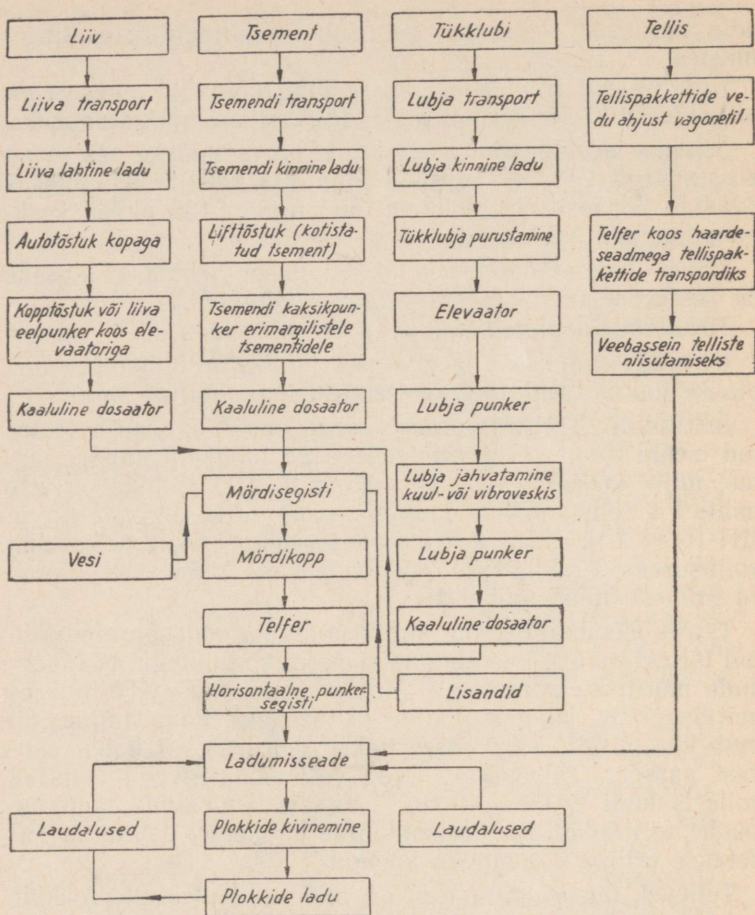 Liiv
Liiva transport
Liiva lahtine ladu
Autotõstuk kopaga
Kopptõstuk või liiva
eelpunker koos ele-
vaatoriga
Kaaluline dosaator
Tsement
Tsemendi transport
Tsemendi kinnine ladu
Lifttõstuk (kotista-
tud tsement)
Tsemendi kaksikpun-
ker erimargilistele
tsementidele
Kaaluline dosaator
Tükklubi
Lubja transport
Lubja kinnine ladu
Tükklubja purustamine
Elevaator
Lubja punker
Lubja jahvatamine
kuul- või vibroveskis
Lubja punker
Kaaluline dosaator
Lisandid
Tellis
Tellispakkettide ve-
du ahjust vagonetil
Telfer koos haarde-
seadmega tellispak-
kettide transpordiks
Veebassein telliste
niisutamiseks
Mördisegisti
Vesi
Mördikopp
Telfer
Horisontaalne punker-
segisti
Ladumisseade
Laudalused
Plokkide kivinemine
Laudalused
Plokkide ladu